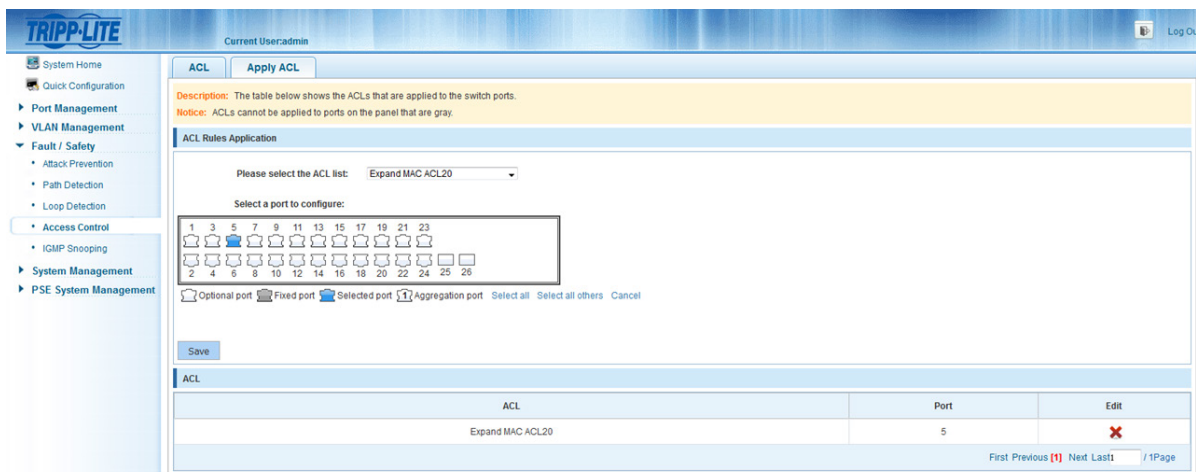 TRIPP·LITE
Current User:admin
Log Ou
System Home
Quick Configuration
Port Management
VLAN Management
Fault / Safety
Attack Prevention
Path Detection
Loop Detection
Access Control
IGMP Snooping
System Management
PSE System Management
ACL Apply ACL
Description: The table below shows the ACLs that are applied to the switch ports.
Notice: ACLs cannot be applied to ports on the panel that are gray.
ACL Rules Application
Please select the ACL list: Expand MAC ACL20
Select a port to configure:
1 3 5 7 9 11 13 15 17 19 21 23
2 4 6 8 10 12 14 16 18 20 22 24 25 26
Optional port Fixed port Selected port 1 Aggregation port Select all Select all others Cancel
Save
ACL
ACL Port Edit
Expand MAC ACL20 5
First Previous [1] Next Last 1 / 1Page